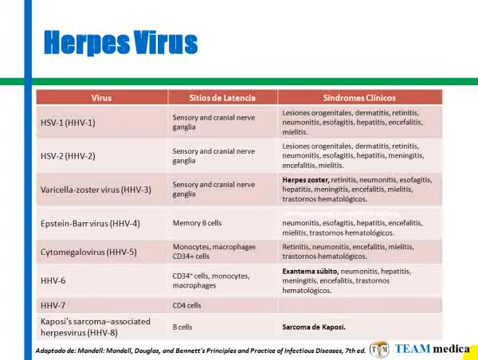 Herpes Virus
Virus Sitios de Latencia Síndromes Clínicos
HSV-1 (HHV-1)
Sensory and cranial nerve
ganglia
Lesiones orogenitales, dermatitis, retinitis,
neumonitis, esofagitis, hepatitis, encefalitis,
mielitis.
HSV-2 (HHV-2)
Sensory and cranial nerve
ganglia
Lesiones orogenitales, dermatitis, retinitis,
neumonitis, esofagitis, hepatitis, meningitis,
encefalitis, mielitis.
Varicella-zoster virus (HHV-3)
Sensory and cranial nerve
ganglia
Herpes zoster, retinitis, neumonitis, esofagitis,
hepatitis, meningitis, encefalitis, mielitis,
trastornos hematológicos.
Epstein-Barr virus (HHV-4)
Memory B cells
neumonitis, esofagitis, hepatitis, encefalitis,
mielitis, trastornos hematológicos.
Cytomegalovirus (HHV-5)
Monocytes, macrophages
CD34+ cells
Retinitis, neumonitis, encefalitis, mielitis,
trastornos hematológicos.
HHV-6
CD34+ cells, monocytes,
macrophages
Exantema súbito, neumonitis, hepatitis,
meningitis, encefalitis, trastornos
hematológicos.
HHV-7
CD4 cells
Kaposi's sarcoma–associated
herpesvirus (HHV-8)
B cells
Sarcoma de Kaposi.
Adaptado de: Mandell: Mandell, Douglas, and Bennett's Principles and Practice of Infectious Diseases, 7th ed.
TEAM medica